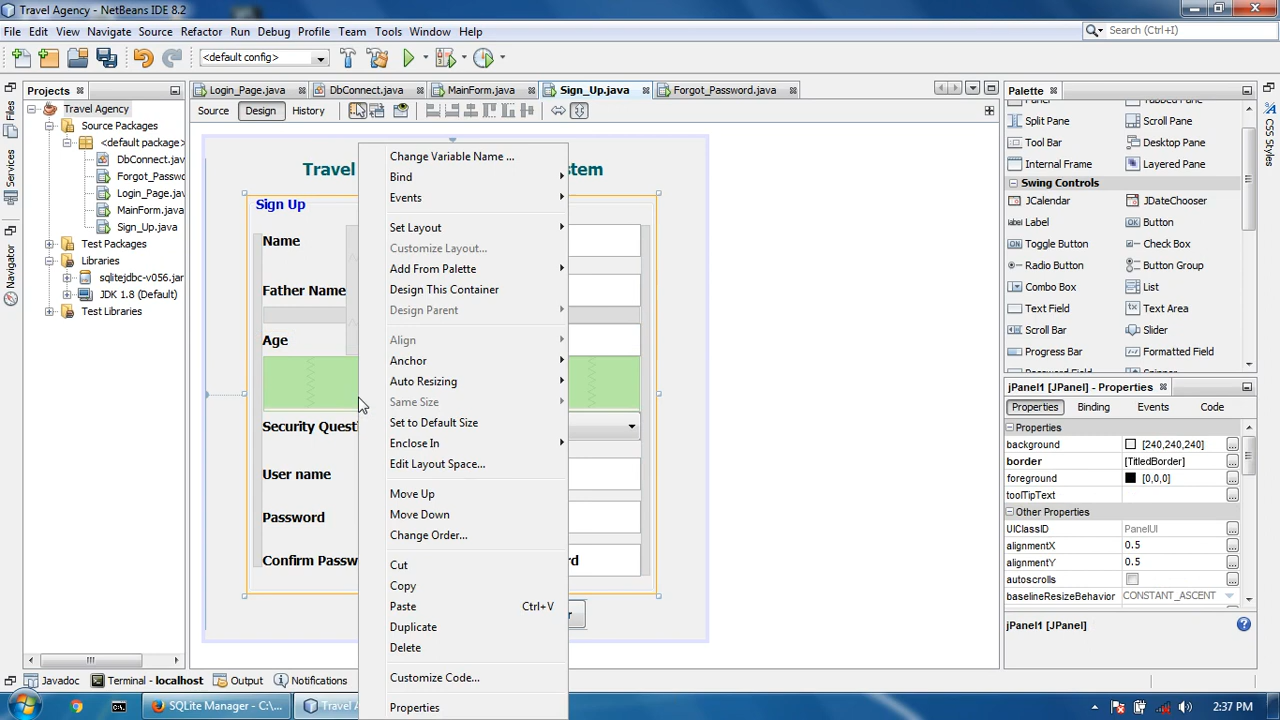 Travel Agency - NetBeans IDE 8.2
File Edit View Navigate Source Refactor Run Debug Profile Team Tools Window Help
Search (Ctrl+I)
<default config>
Projects
Login_Page.java DbConnect.java MainForm.java Sign_Up.java Forgot_Password.java
Source Design History
Files
Services
Navigator
Travel Agency
Source Packages
<default package>
DbConnect.jav
Forgot_Passwo
Login_Page.jav
MainForm.java
Sign_Up.java
Test Packages
Libraries
sqlitejdbc-v056.jar
JDK 1.8 (Default)
Test Libraries
Travel stem
Sign Up
Name
Father Name
Age
Security Quest
User name
Password
Confirm Passw rd
r
Change Variable Name ...
Bind
Events
Set Layout
Customize Layout...
Add From Palette
Design This Container
Design Parent
Align
Anchor
Auto Resizing
Same Size
Set to Default Size
Enclose In
Edit Layout Space...
Move Up
Move Down
Change Order...
Cut
Copy
Paste Ctrl+V
Duplicate
Delete
Customize Code...
Properties
Palette
Split Pane Scroll Pane
Tool Bar Desktop Pane
Internal Frame Layered Pane
Swing Controls
JCalendar JDateChooser
label Label OK Button
ON Toggle Button Check Box
Radio Button Button Group
Combo Box List
Text Field Text Area
Scroll Bar Slider
Progress Bar Formatted Field
CSS Styles
jPanel1 [JPanel] - Properties
Properties Binding Events Code
Properties
background [240,240,240]
border [TitledBorder]
foreground [0,0,0]
toolTipText
Other Properties
UIClassID PanelUI
alignmentX 0.5
alignmentY 0.5
autoscrolls
baselineResizeBehavior CONSTANT_ASCENT
jPanel1 [JPanel]
Javadoc Terminal - localhost Output Notifications
SQLite Manager - C:\... Travel A
2:37 PM